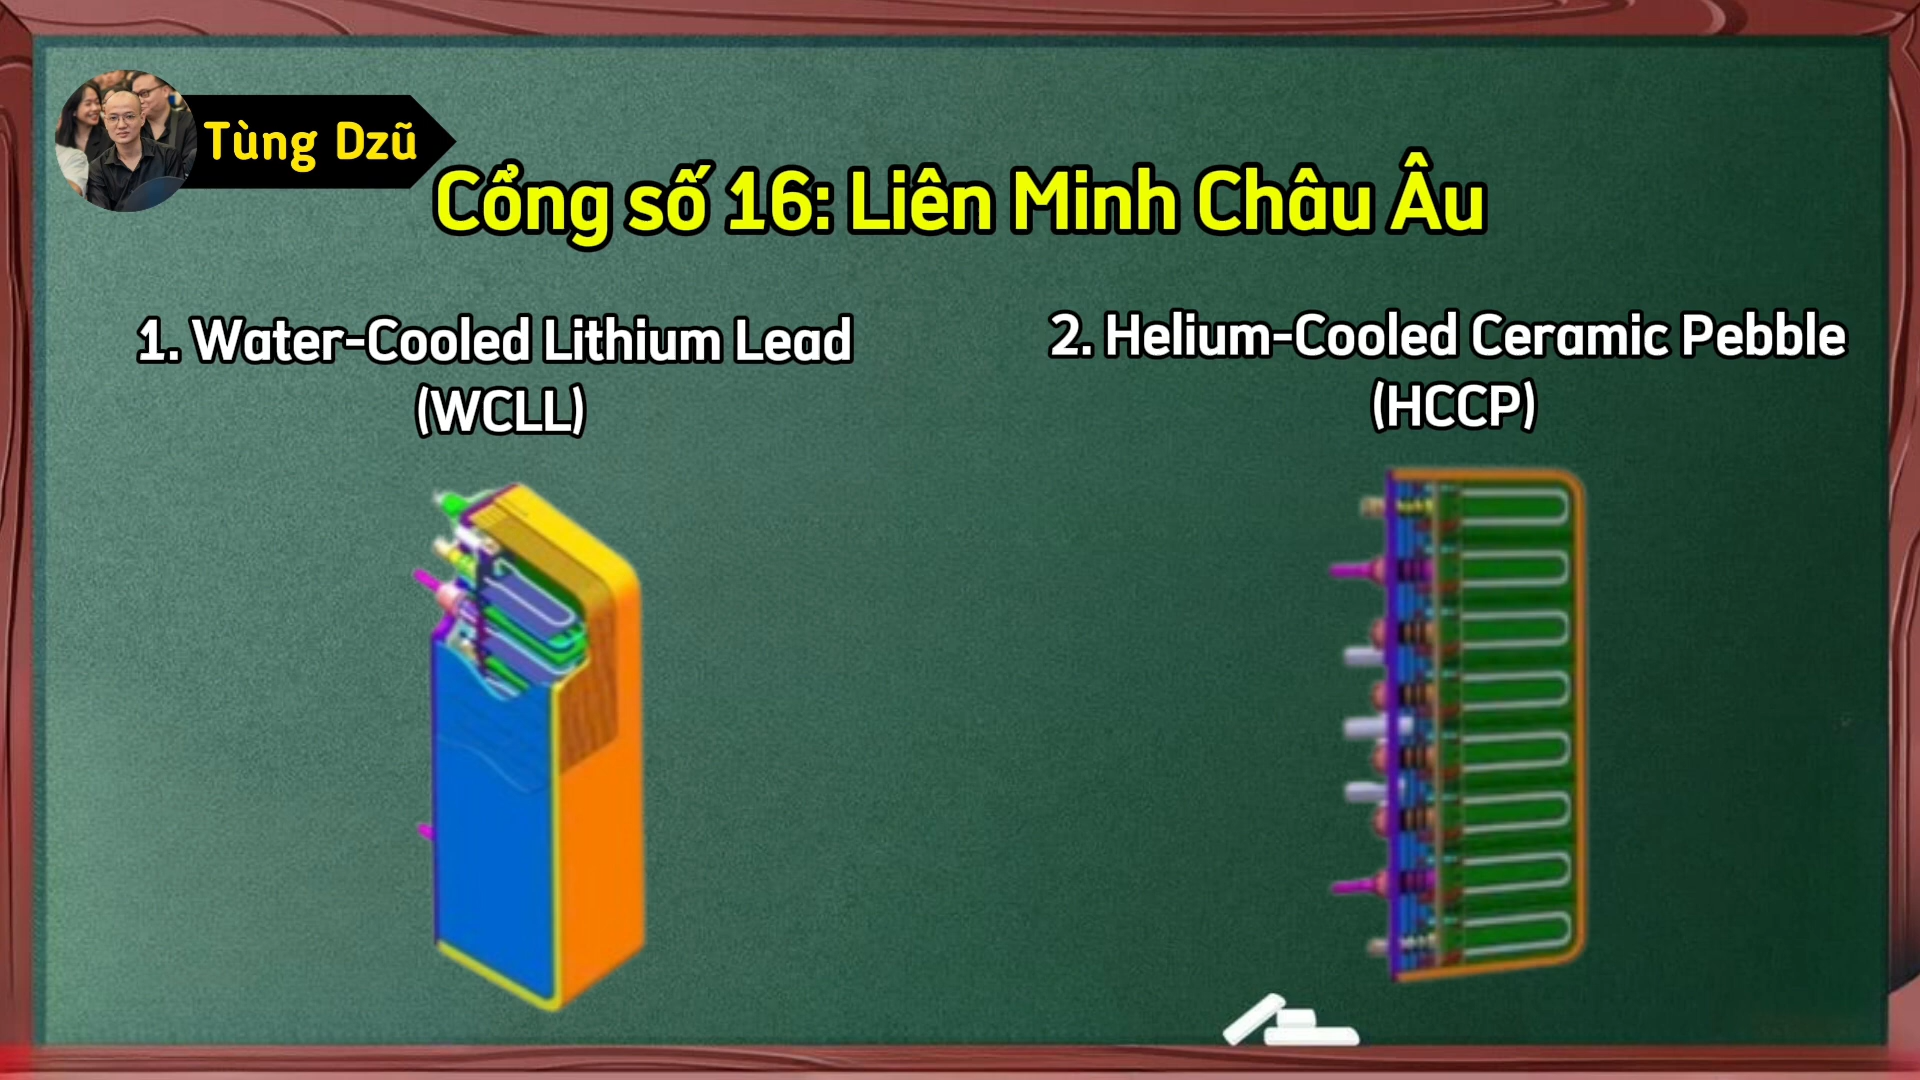 Tùng Dzũ
Cổng số 16: Liên Minh Châu Âu
1. Water-Cooled Lithium Lead
(WCLL)
2. Helium-Cooled Ceramic Pebble
(HCCP)